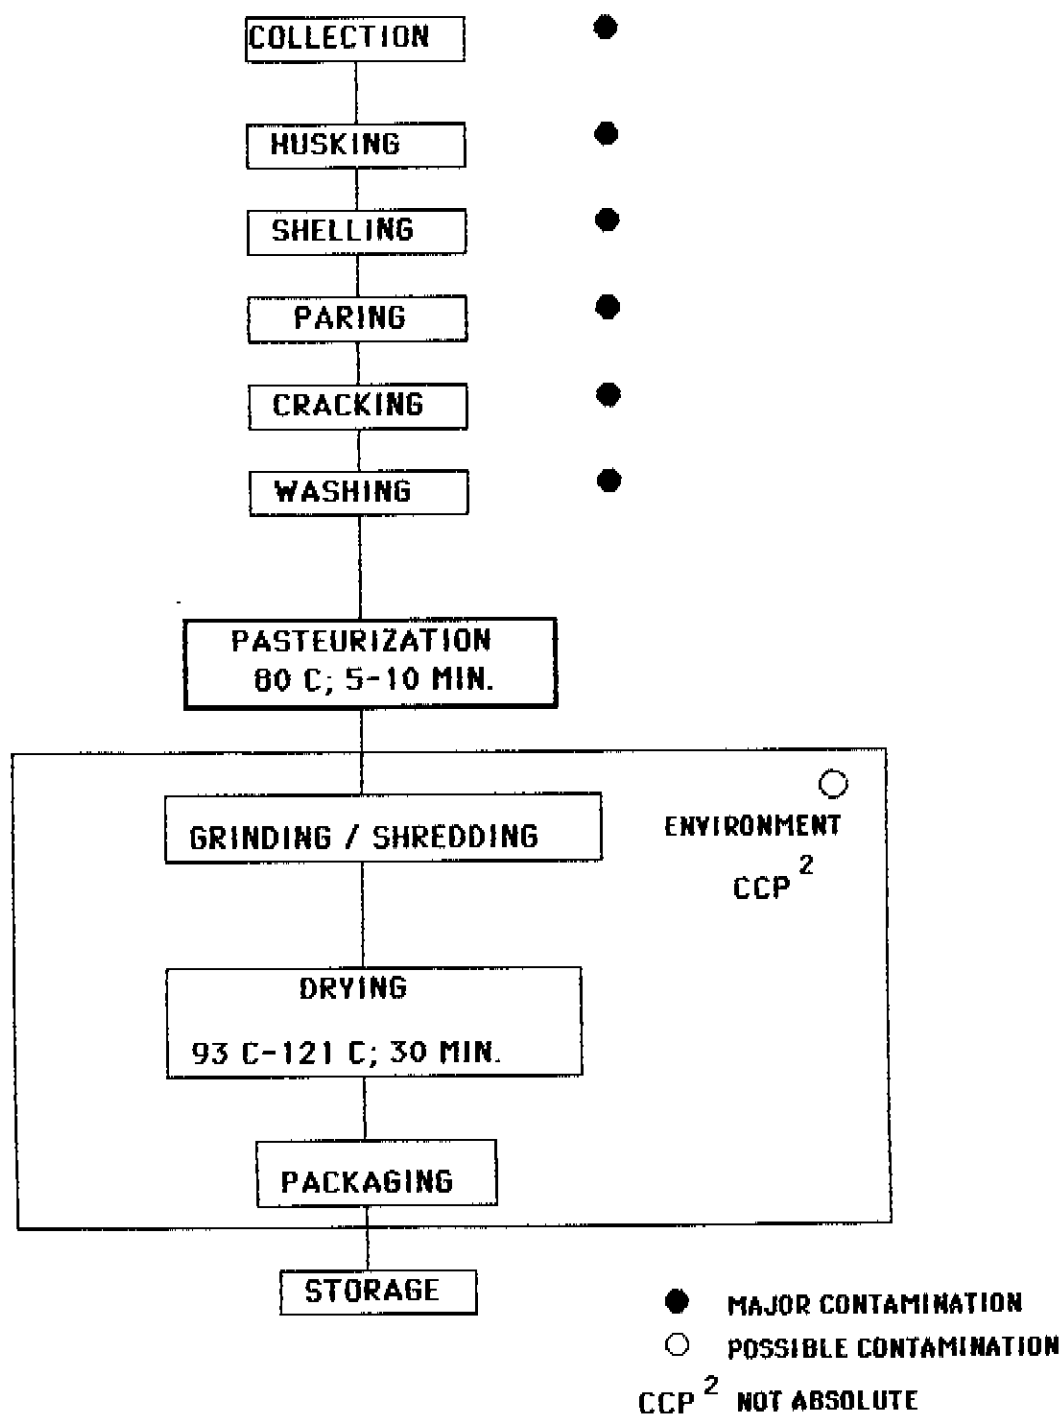 COLLECTION
HUSKING
SHELLING
PARING
CRACKING
WASHING
PASTEURIZATION
80 C; 5-10 MIN.
GRINDING / SHREDDING
ENVIRONMENT
CCP 2
DRYING
93 C-121 C; 30 MIN.
PACKAGING
STORAGE
MAJOR CONTAMINATION
POSSIBLE CONTAMINATION
CCP 2 NOT ABSOLUTE